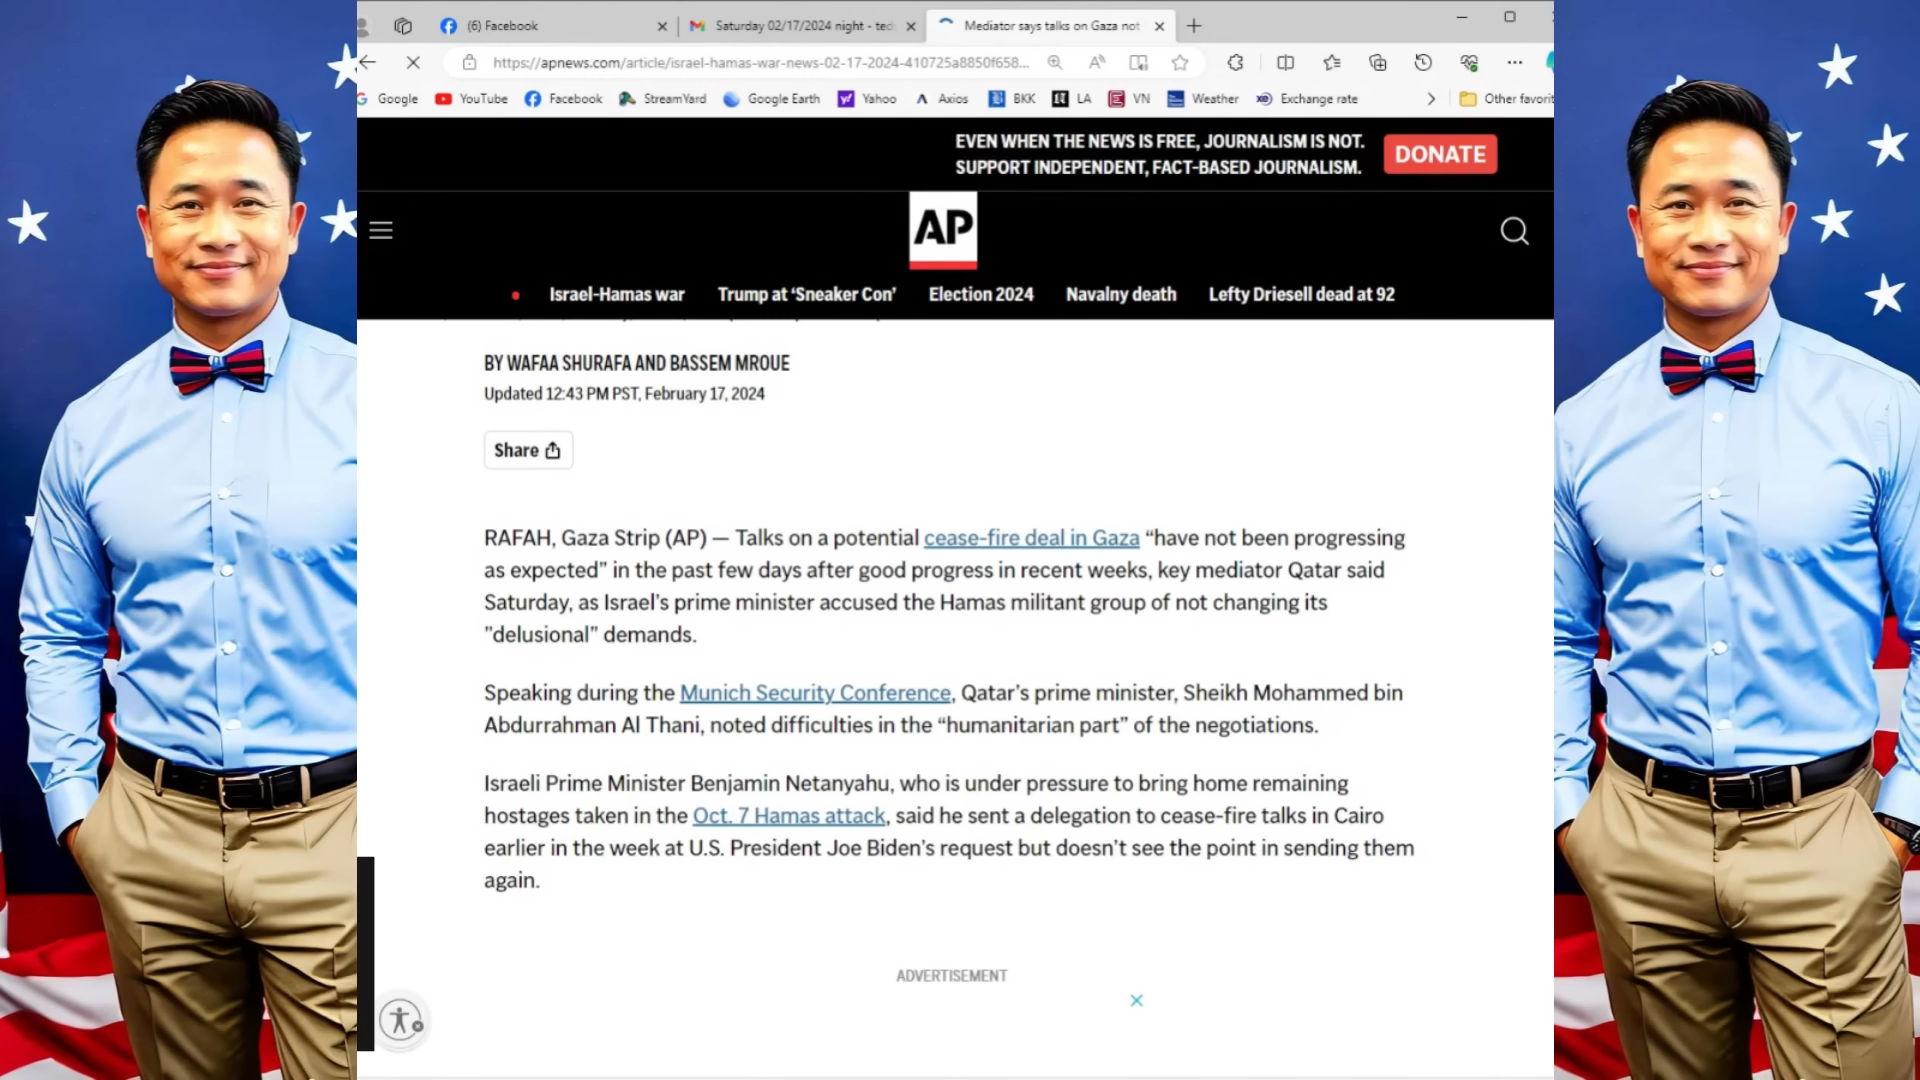 (6) Facebook
Saturday 02/17/2024 night - ted
Mediator says talks on Gaza not
https://apnews.com/article/israel-hamas-war-news-02-17-2024-410725a8850f658...
Google YouTube Facebook StreamYard Google Earth Yahoo Axios BKK LA VN Weather Exchange rate Other favorit
EVEN WHEN THE NEWS IS FREE, JOURNALISM IS NOT.
SUPPORT INDEPENDENT, FACT-BASED JOURNALISM.
DONATE
AP
Israel-Hamas war Trump at ‘Sneaker Con’ Election 2024 Navalny death Lefty Driesell dead at 92
BY WAFAA SHURAFA AND BASSEM MROUE
Updated 12:43 PM PST, February 17, 2024
Share
RAFAH, Gaza Strip (AP) — Talks on a potential cease-fire deal in Gaza “have not been progressing
as expected” in the past few days after good progress in recent weeks, key mediator Qatar said
Saturday, as Israel’s prime minister accused the Hamas militant group of not changing its
"delusional” demands.
Speaking during the Munich Security Conference, Qatar’s prime minister, Sheikh Mohammed bin
Abdurrahman Al Thani, noted difficulties in the “humanitarian part” of the negotiations.
Israeli Prime Minister Benjamin Netanyahu, who is under pressure to bring home remaining
hostages taken in the Oct. 7 Hamas attack, said he sent a delegation to cease-fire talks in Cairo
earlier in the week at U.S. President Joe Biden’s request but doesn’t see the point in sending them
again.
ADVERTISEMENT